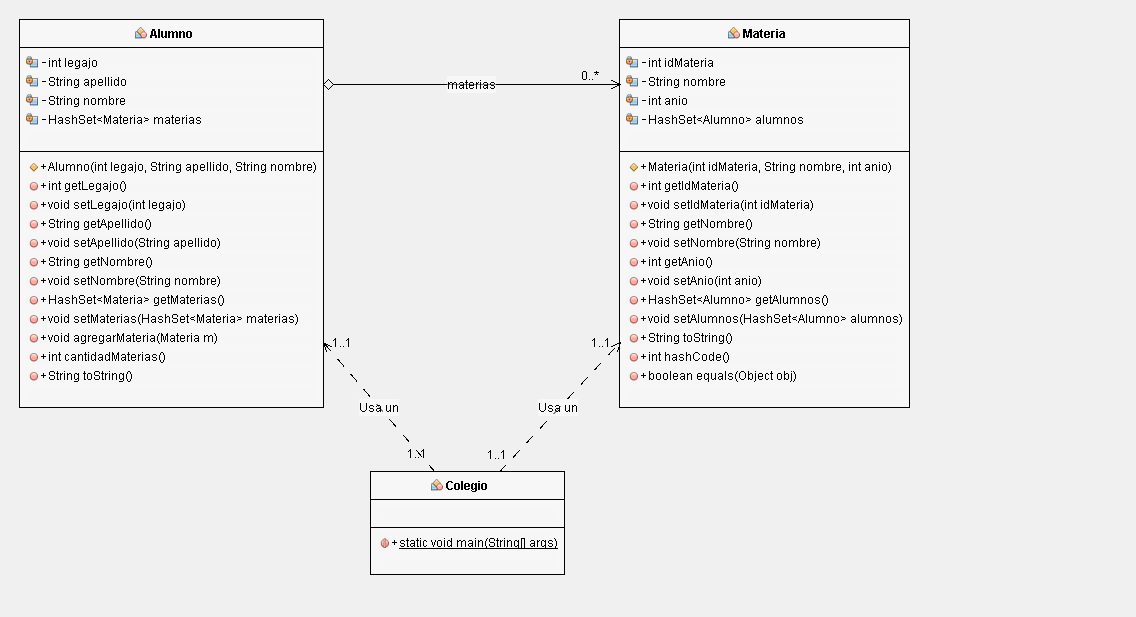 Alumno
- int legajo
- String apellido
- String nombre
- HashSet<Materia> materias
+ Alumno(int legajo, String apellido, String nombre)
+ int getLegajo()
+ void setLegajo(int legajo)
+ String getApellido()
+ void setApellido(String apellido)
+ String getNombre()
+ void setNombre(String nombre)
+ HashSet<Materia> getMaterias()
+ void setMaterias(HashSet<Materia> materias)
+ void agregarMateria(Materia m)
+ int cantidadMaterias()
+ String toString()
materias
0..*
Materia
- int idMateria
- String nombre
- int anio
- HashSet<Alumno> alumnos
+ Materia(int idMateria, String nombre, int anio)
+ int getIdMateria()
+ void setIdMateria(int idMateria)
+ String getNombre()
+ void setNombre(String nombre)
+ int getAnio()
+ void setAnio(int anio)
+ HashSet<Alumno> getAlumnos()
+ void setAlumnos(HashSet<Alumno> alumnos)
+ String toString()
+ int hashCode()
+ boolean equals(Object obj)
1..1
1..1
Usa un
Usa un
1..1
1..1
Colegio
+ static void main(String[] args)